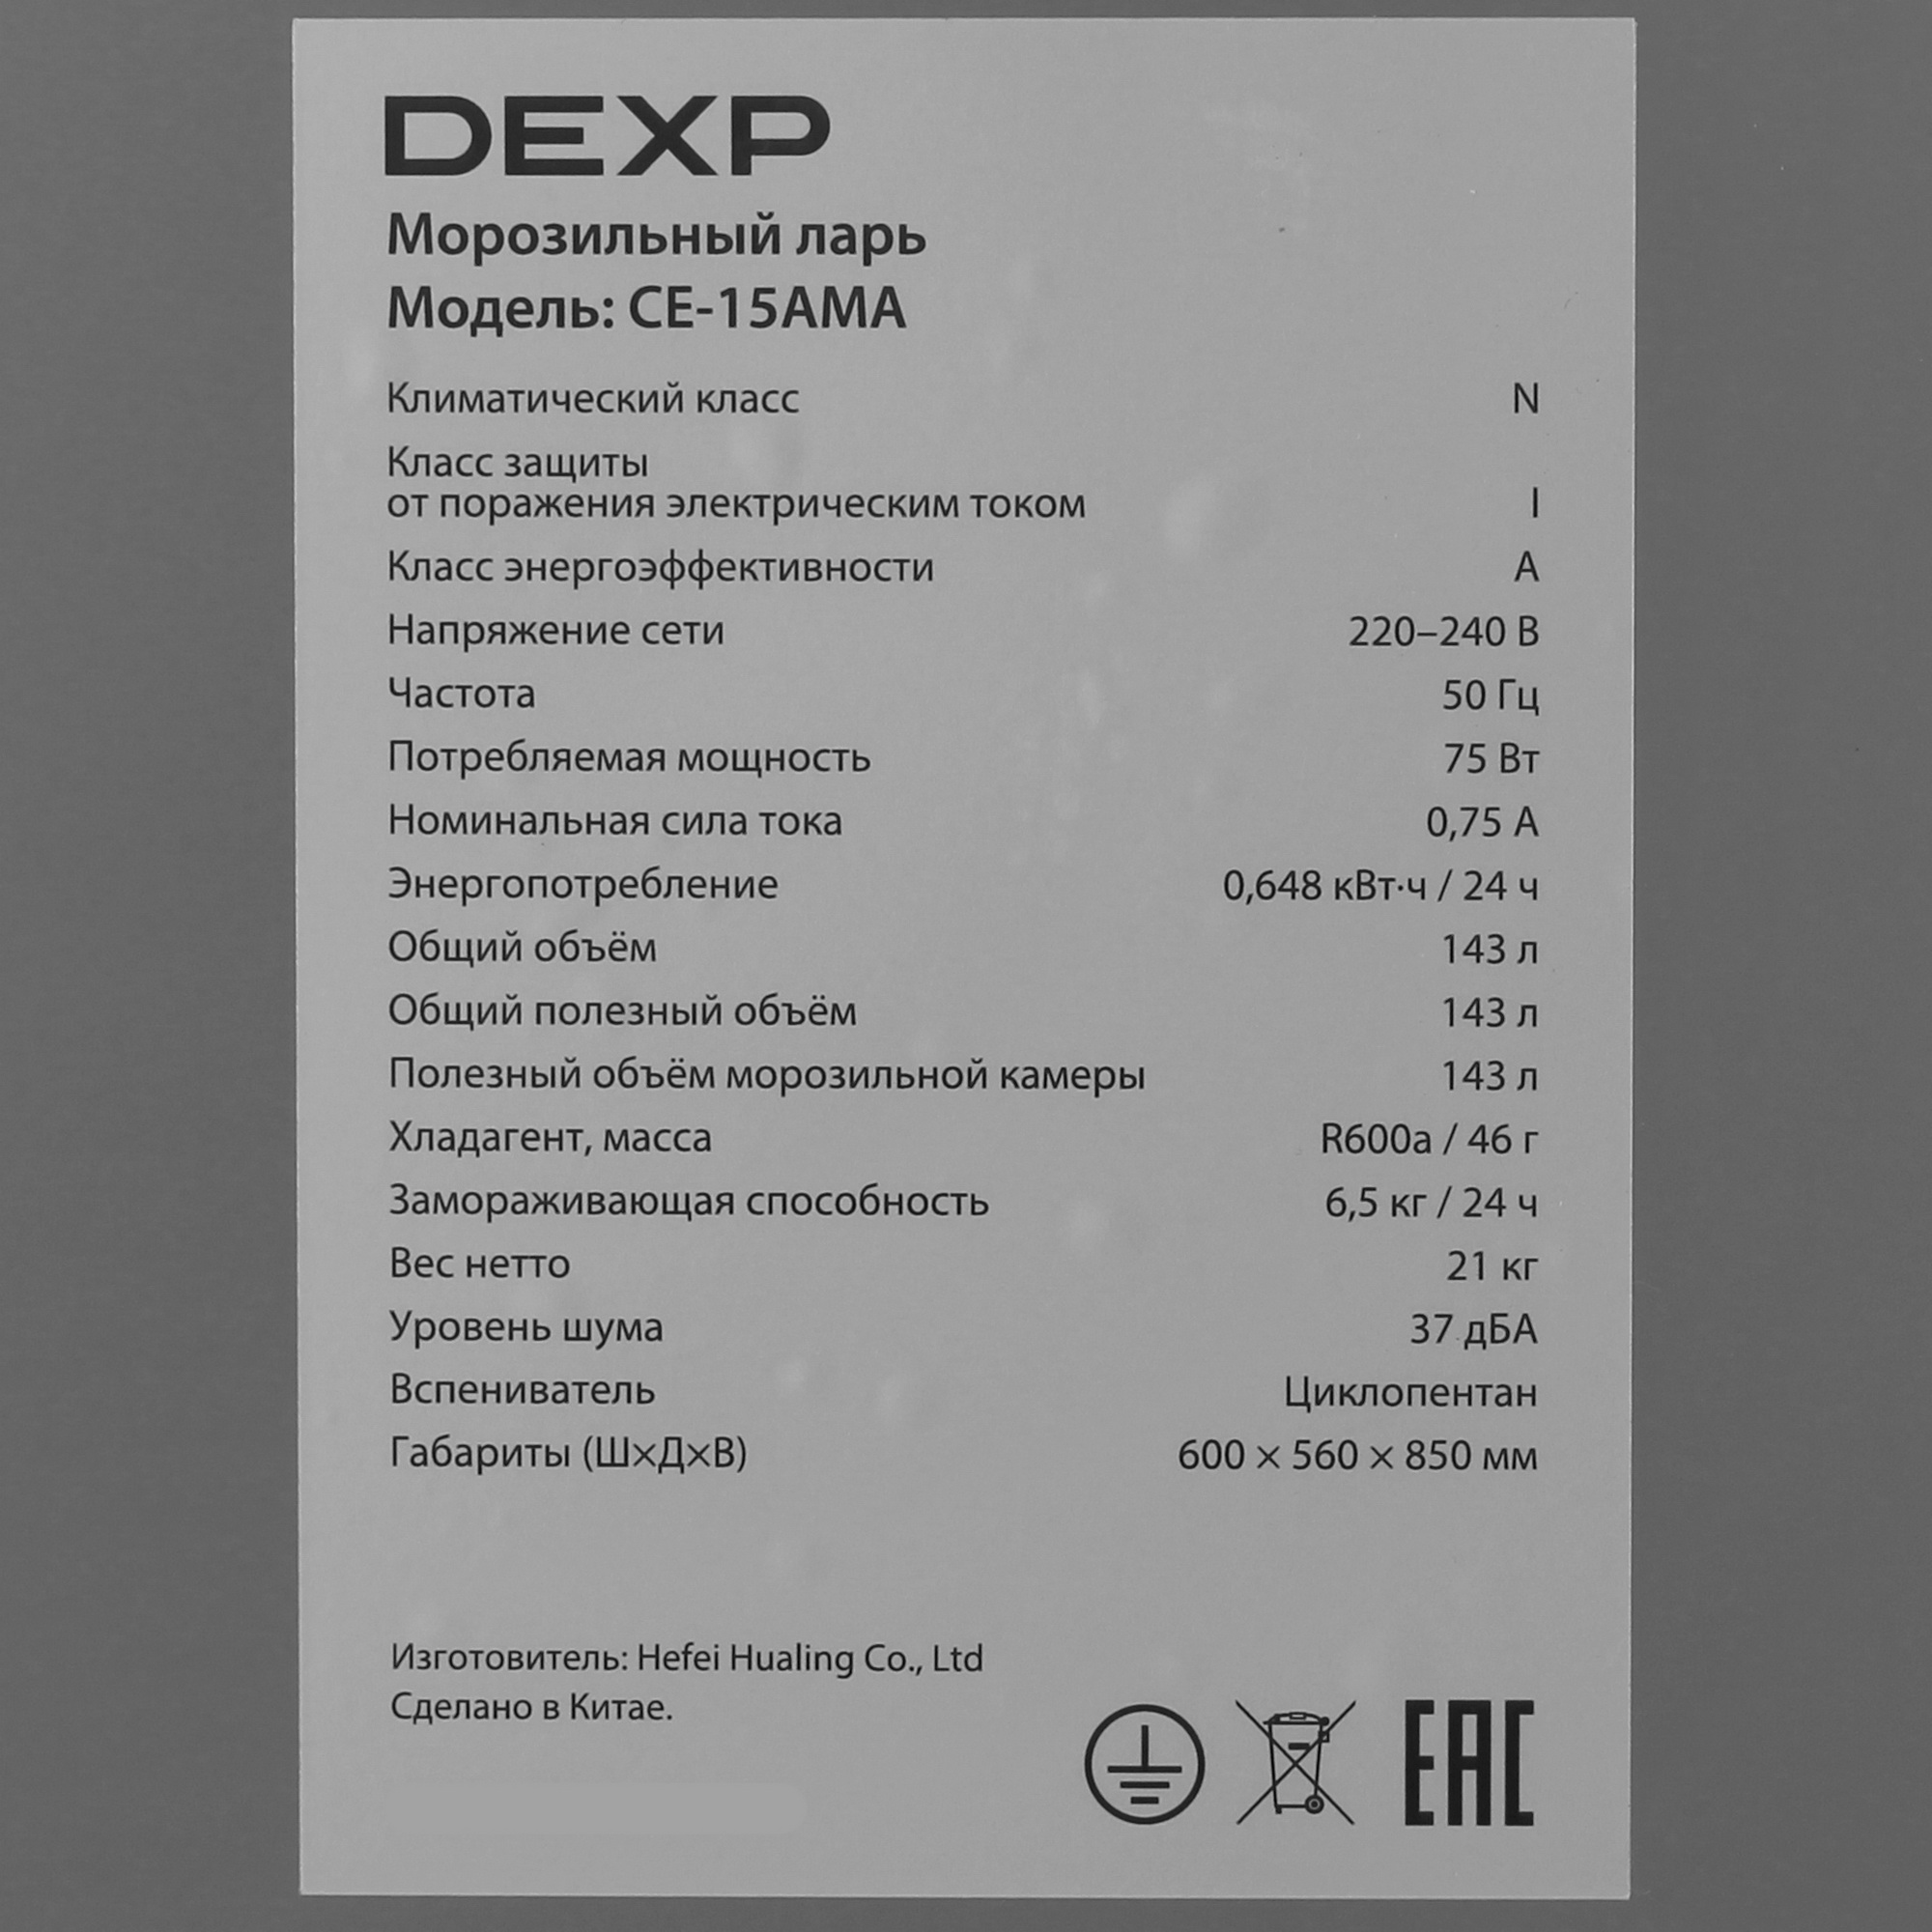 DEXP
Морозильный ларь
Модель: CE-15AMA
Климатический класс N
Класс защиты
от поражения электрическим током I
Класс энергоэффективности A
Напряжение сети 220–240 В
Частота 50 Гц
Потребляемая мощность 75 Вт
Номинальная сила тока 0,75 А
Энергопотребление 0,648 кВт·ч / 24 ч
Общий объём 143 л
Общий полезный объём 143 л
Полезный объём морозильной камеры 143 л
Хладагент, масса R600a / 46 г
Замораживающая способность 6,5 кг / 24 ч
Вес нетто 21 кг
Уровень шума 37 дБА
Вспениватель Циклопентан
Габариты (Ш×Д×В) 600 × 560 × 850 мм
Изготовитель: Hefei Hualing Co., Ltd
Сделано в Китае.
EAC